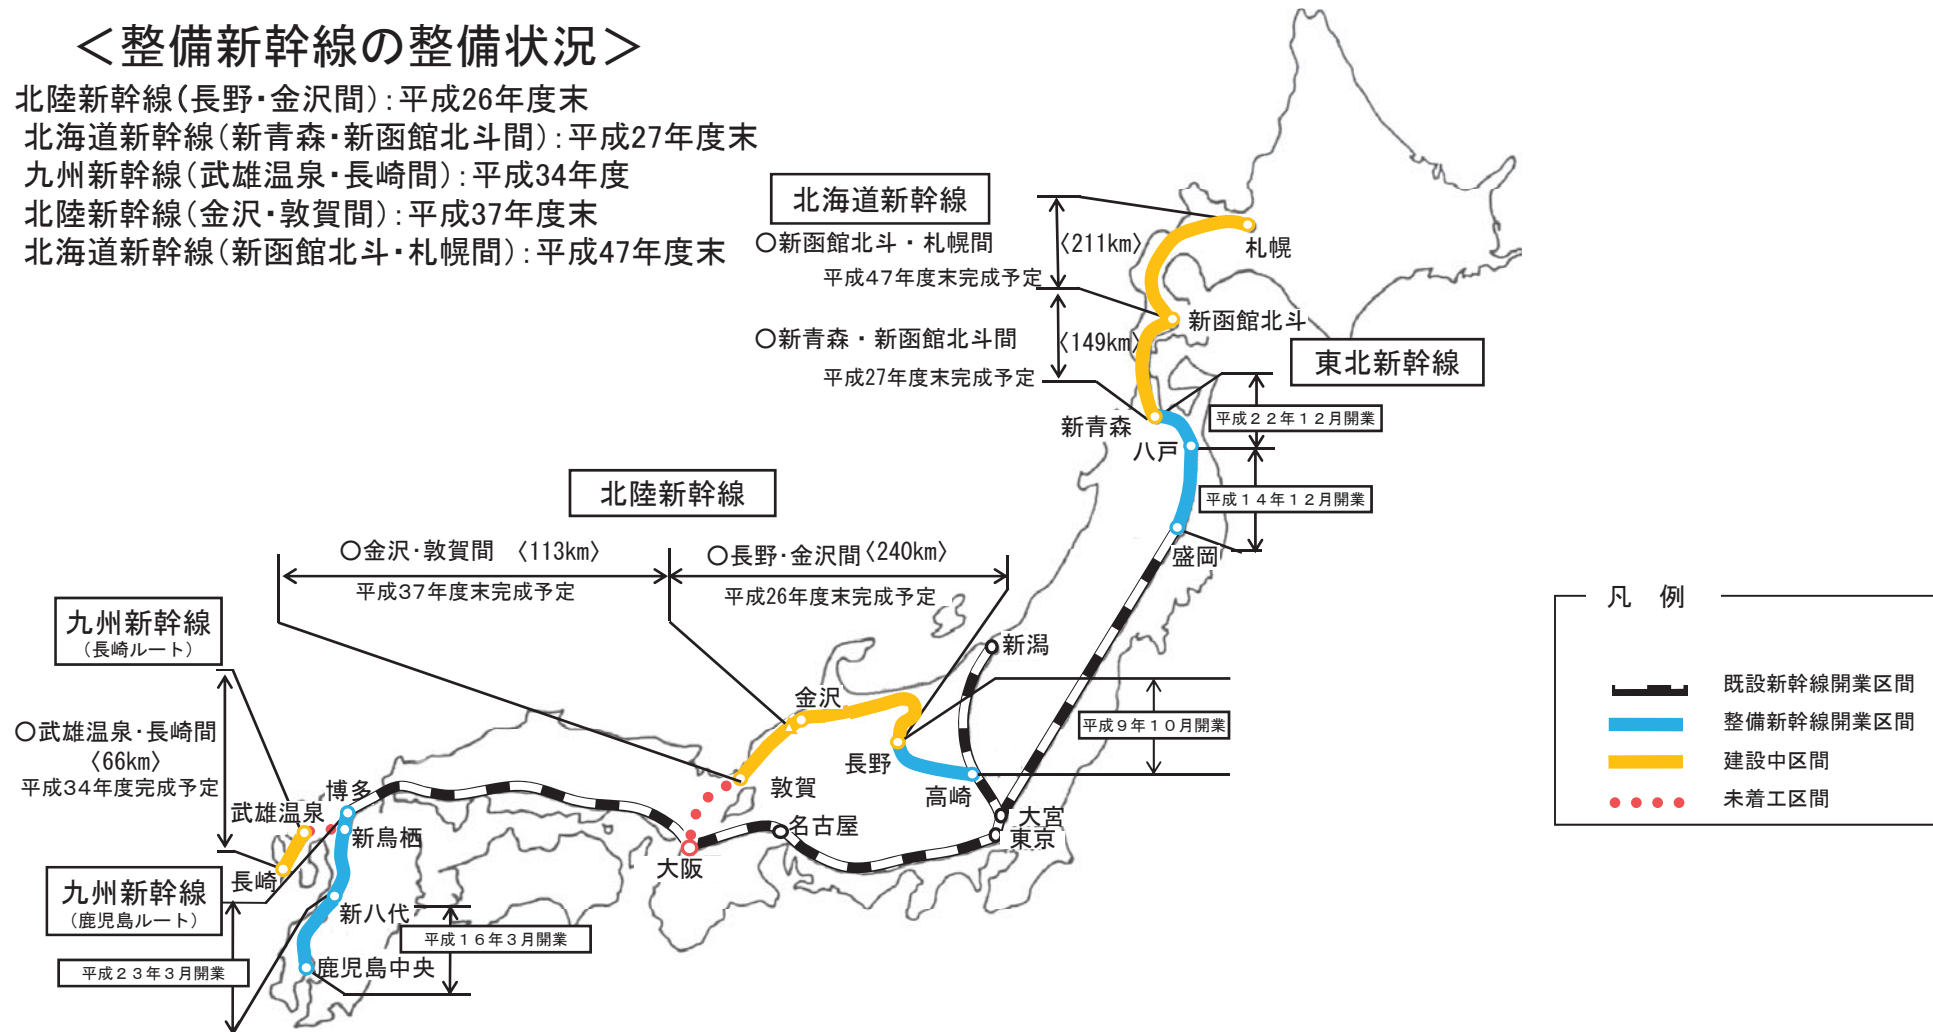 ＜整備新幹線の整備状況＞
北陸新幹線(長野・金沢間):平成26年度末
北海道新幹線(新青森・新函館北斗間):平成27年度末
九州新幹線(武雄温泉・長崎間):平成34年度
北陸新幹線(金沢・敦賀間):平成37年度末
北海道新幹線(新函館北斗・札幌間):平成47年度末
北海道新幹線
○新函館北斗・札幌間
〈211km〉
平成47年度末完成予定
札幌
新函館北斗
○新青森・新函館北斗間
〈149km〉
平成27年度末完成予定
東北新幹線
平成２２年１２月開業
新青森
八戸
平成１４年１２月開業
盛岡
北陸新幹線
○金沢・敦賀間 〈113km〉
平成37年度末完成予定
○長野・金沢間〈240km〉
平成26年度末完成予定
新潟
金沢
平成９年１０月開業
長野
高崎
敦賀
大宮
東京
名古屋
大阪
九州新幹線
（長崎ルート）
○武雄温泉・長崎間
〈66km〉
平成34年度完成予定
博多
武雄温泉
新鳥栖
長崎
九州新幹線
（鹿児島ルート）
新八代
平成１６年３月開業
平成２３年３月開業
鹿児島中央
凡 例
既設新幹線開業区間
整備新幹線開業区間
建設中区間
未着工区間